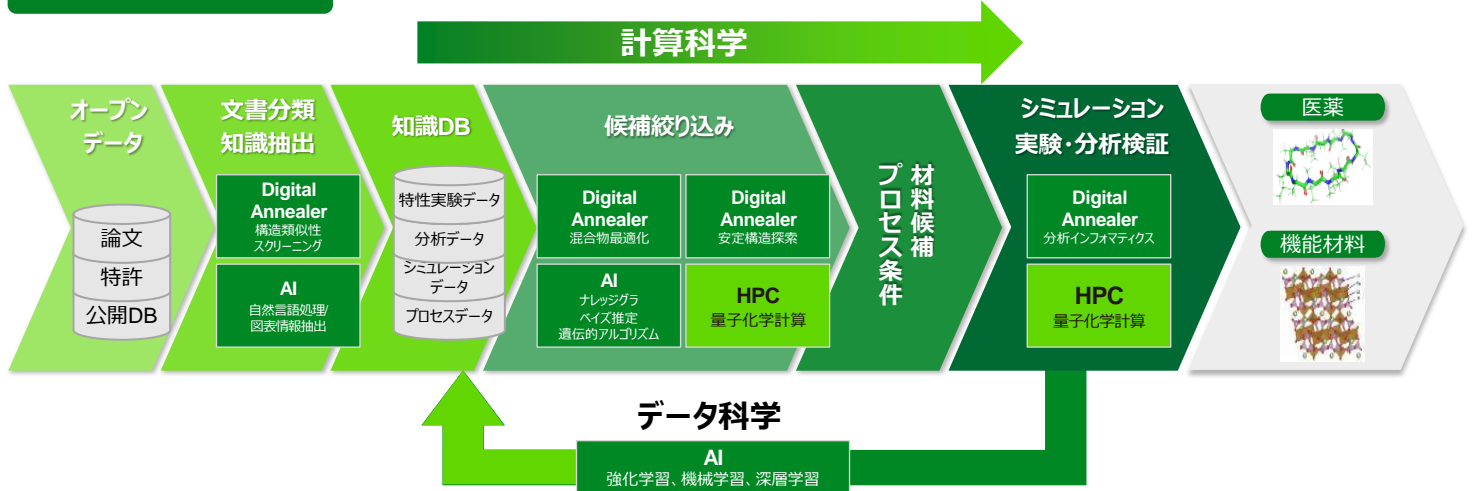 計算科学
オープン
データ
論文
特許
公開DB
文書分類
知識抽出
Digital
Annealer
構造類似性
スクリーニング
AI
自然言語処理/
図表情報抽出
知識DB
特性実験データ
分析データ
シミュレーション
データ
プロセスデータ
候補絞り込み
Digital
Annealer
混合物最適化
Digital
Annealer
安定構造探索
AI
ナレッジグラ
ベイズ推定
遺伝的アルゴリズム
HPC
量子化学計算
材料候補
プロセス条件
シミュレーション
実験・分析検証
Digital
Annealer
分析インフォマティクス
HPC
量子化学計算
医薬
機能材料
データ科学
AI
強化学習、機械学習、深層学習